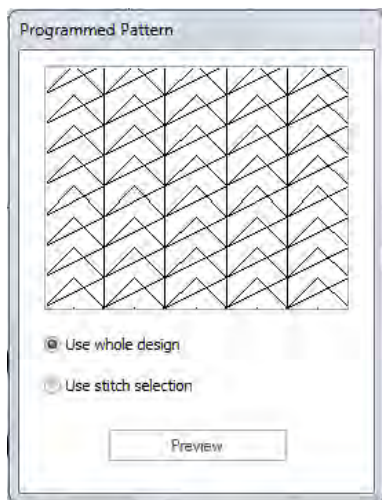 Programmed Pattern
Use whole design
Use stitch selection
Preview